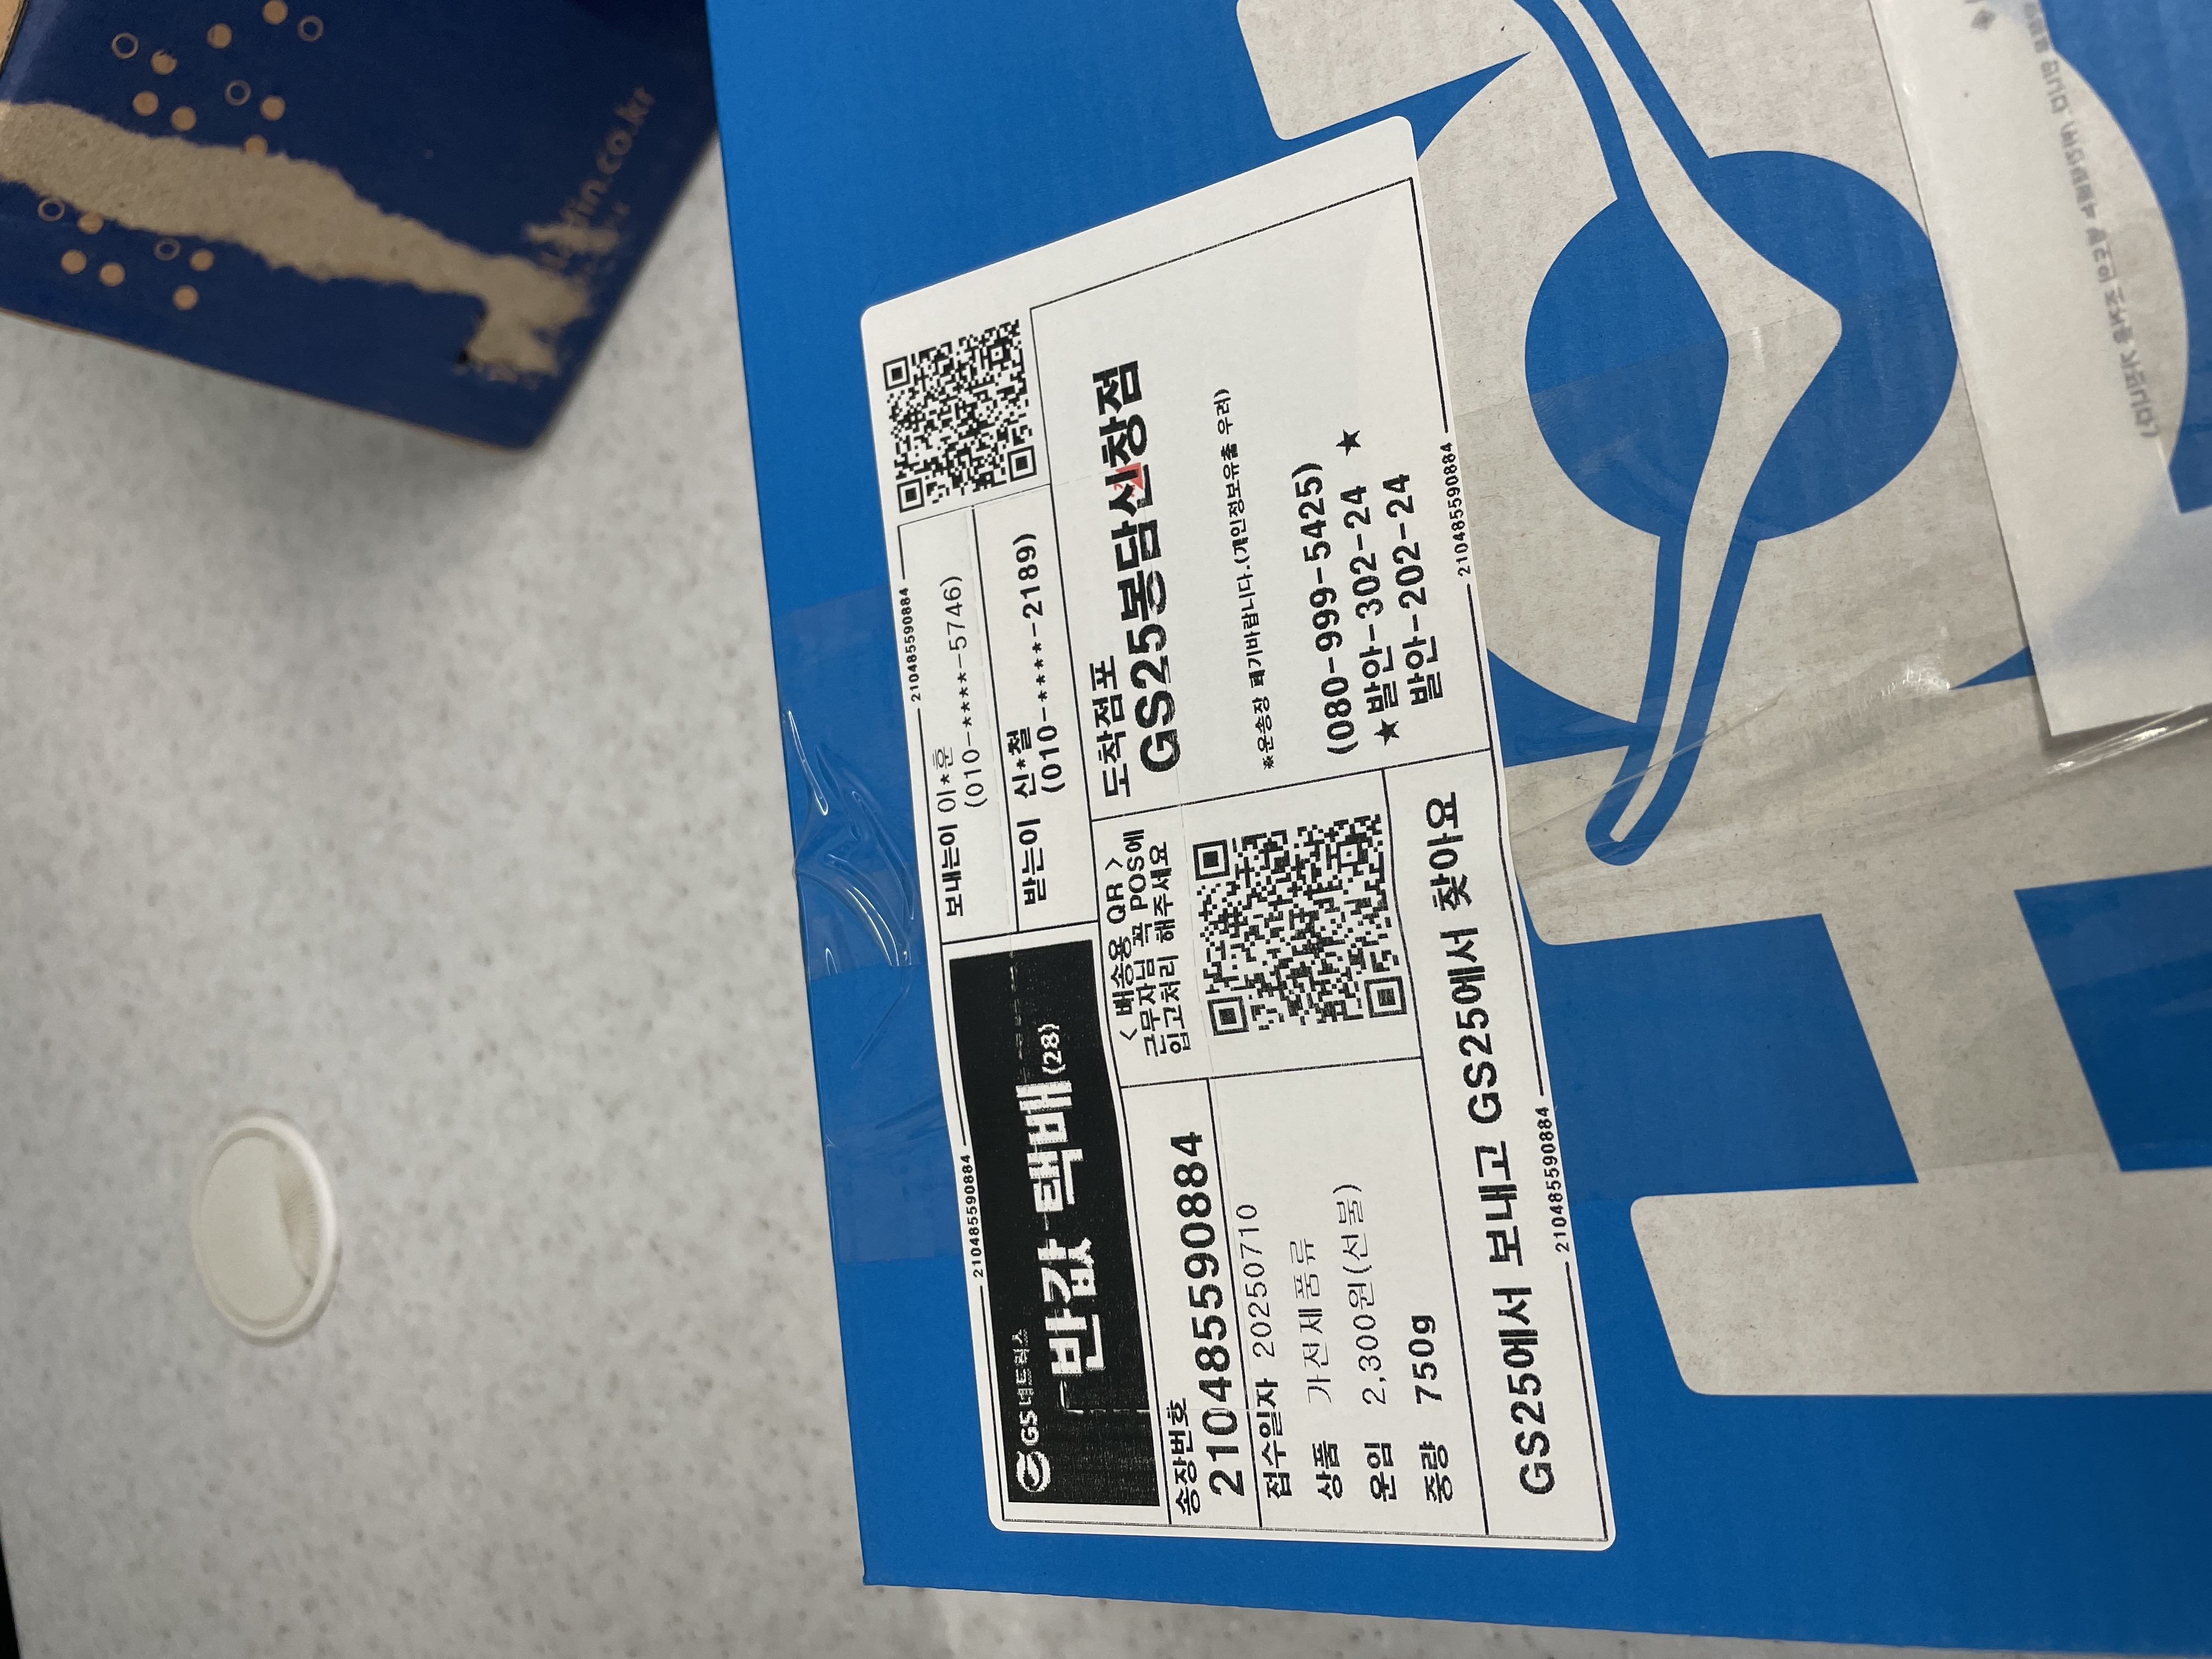 210485590884
GS네트웍스
반값 택배(28)
210485590884
보내는이 이*훈
(010-****-5746)
받는이 신*철
(010-****-2189)
송장번호
210485590884
접수일자 20250710
상품 가전제품류
운임 2,300원(선불)
중량 750g
< 배송용 QR >
근무자님 꼭 POS에
입고처리 해주세요
도착점포
GS25봉담신창점
※운송장 폐기바랍니다.(개인정보유출 우려)
(080-999-5425)
★발안-302-24 ★
발안-202-24
210485590884
GS25에서 보내고 GS25에서 찾아요
210485590884